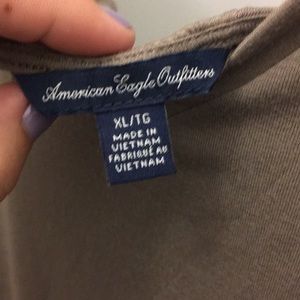 American Eagle Outfitters
XL/TG
MADE IN
VIETNAM
FABRIQUÉ AU
VIETNAM